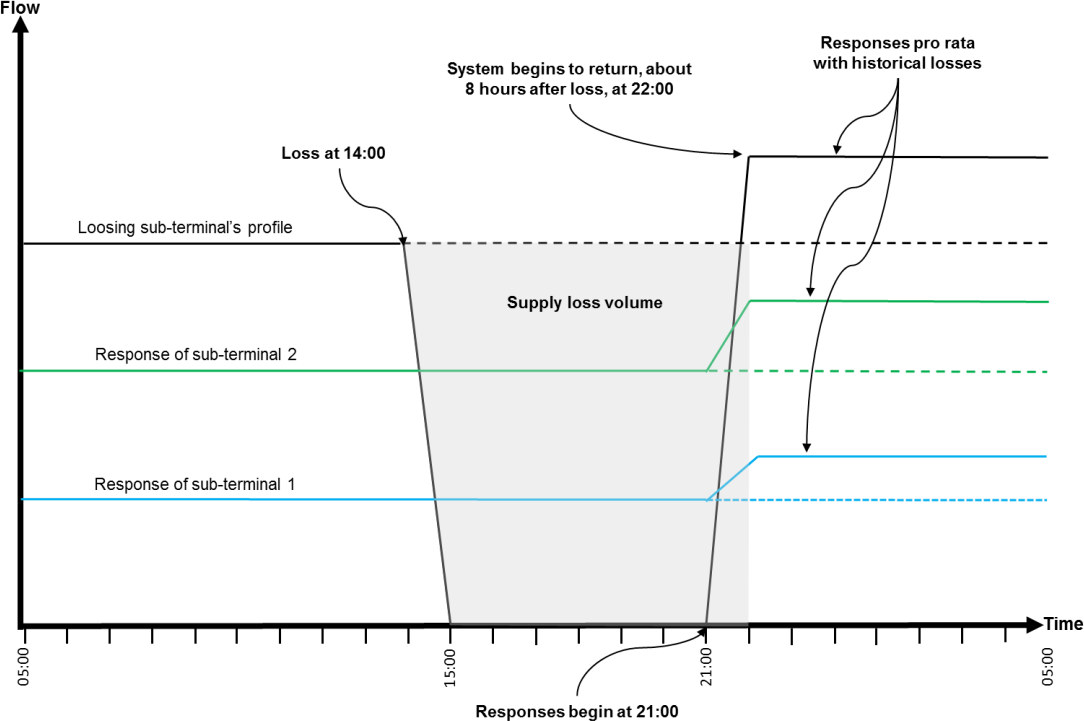 Flow
Responses pro rata
with historical losses
System begins to return, about
8 hours after loss, at 22:00
Loss at 14:00
Loosing sub-terminal's profile
Supply loss volume
Response of sub-terminal 2
Response of sub-terminal 1
Time
05:00
15:00
21:00
05:00
Responses begin at 21:00